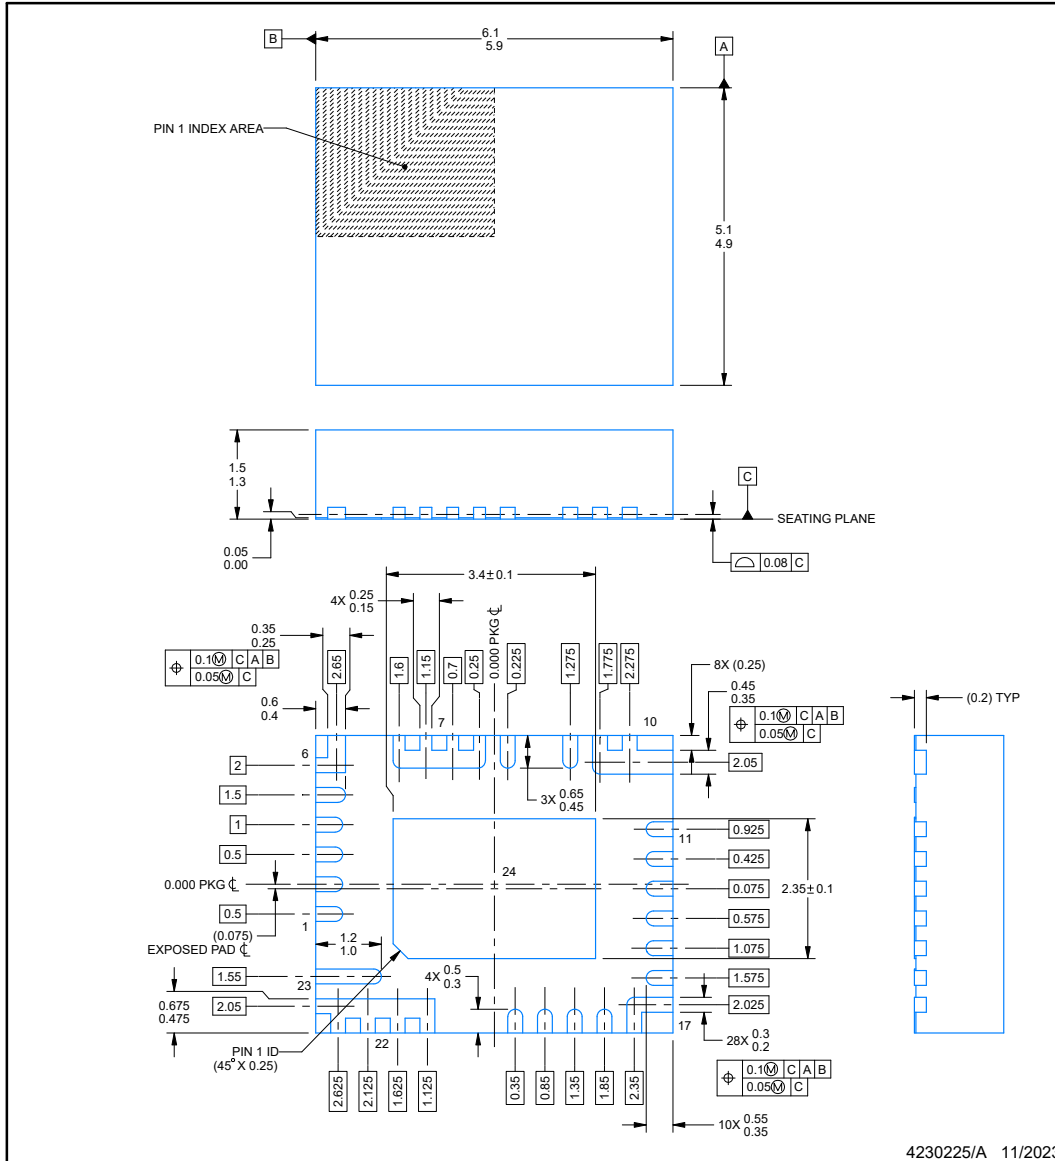 B
6.1
5.9
A
PIN 1 INDEX AREA
5.1
4.9
1.5
1.3
C
SEATING PLANE
0.05
0.00
0.08 C
3.4±0.1
4X 0.25
0.15
0.35
0.25
0.1Ⓜ C A B
0.05Ⓜ C
2.65
1.6
1.15
0.7
0.25
0.000 PKG ℄
0.225
1.275
1.775
2.275
8X (0.25)
0.45
0.35
(0.2) TYP
0.1Ⓜ C A B
0.05Ⓜ C
0.6
0.4
7
10
6
2
2.05
1.5
3X 0.65
0.45
1
0.925
11
0.5
0.425
24
0.000 PKG ℄
0.075
2.35±0.1
0.5
0.575
(0.075)
1
EXPOSED PAD ℄
1.2
1.0
1.075
1.55
23
4X 0.5
0.3
1.575
0.675
0.475
2.05
2.025
17
22
28X 0.3
0.2
PIN 1 ID
(45° X 0.25)
0.1Ⓜ C A B
0.05Ⓜ C
2.625
2.125
1.625
1.125
0.35
0.85
1.35
1.85
2.35
10X 0.55
0.35
4230225/A 11/2023